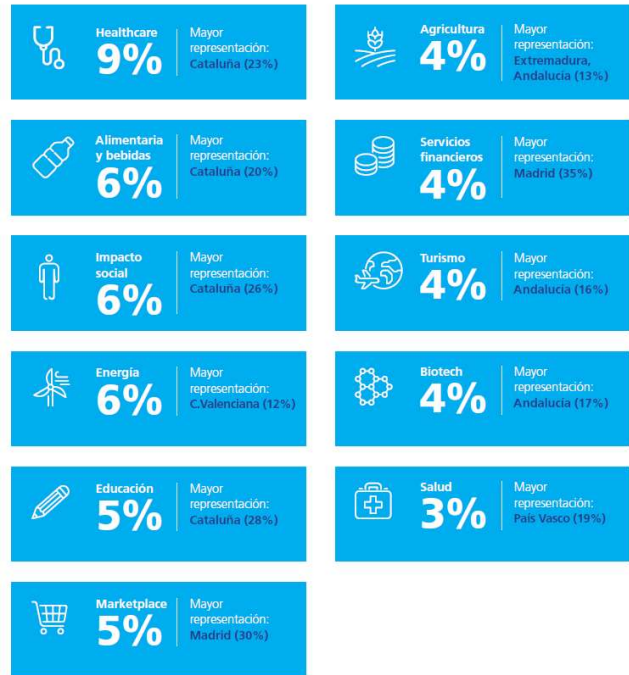 Healthcare
9%
Mayor
representación:
Cataluña (23%)
Alimentaria
y bebidas
6%
Mayor
representación:
Cataluña (20%)
Impacto
social
6%
Mayor
representación:
Cataluña (26%)
Energía
6%
Mayor
representación:
C.Valenciana (12%)
Educación
5%
Mayor
representación:
Cataluña (28%)
Marketplace
5%
Mayor
representación:
Madrid (30%)
Agricultura
4%
Mayor
representación:
Extremadura,
Andalucía (13%)
Servicios
financieros
4%
Mayor
representación:
Madrid (35%)
Turismo
4%
Mayor
representación:
Andalucía (16%)
Biotech
4%
Mayor
representación:
Andalucía (17%)
Salud
3%
Mayor
representación:
País Vasco (19%)